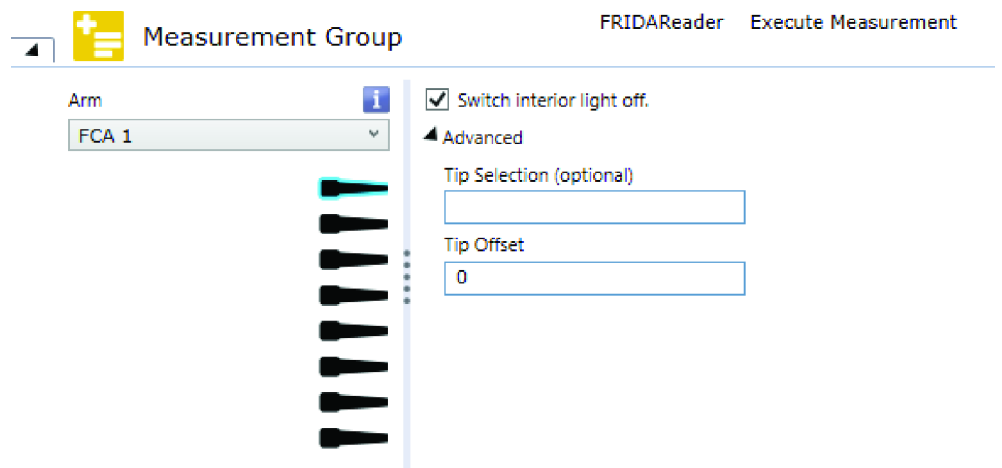 Measurement Group
FRIDAReader Execute Measurement
Arm
FCA 1
Switch interior light off.
Advanced
Tip Selection (optional)
Tip Offset
0